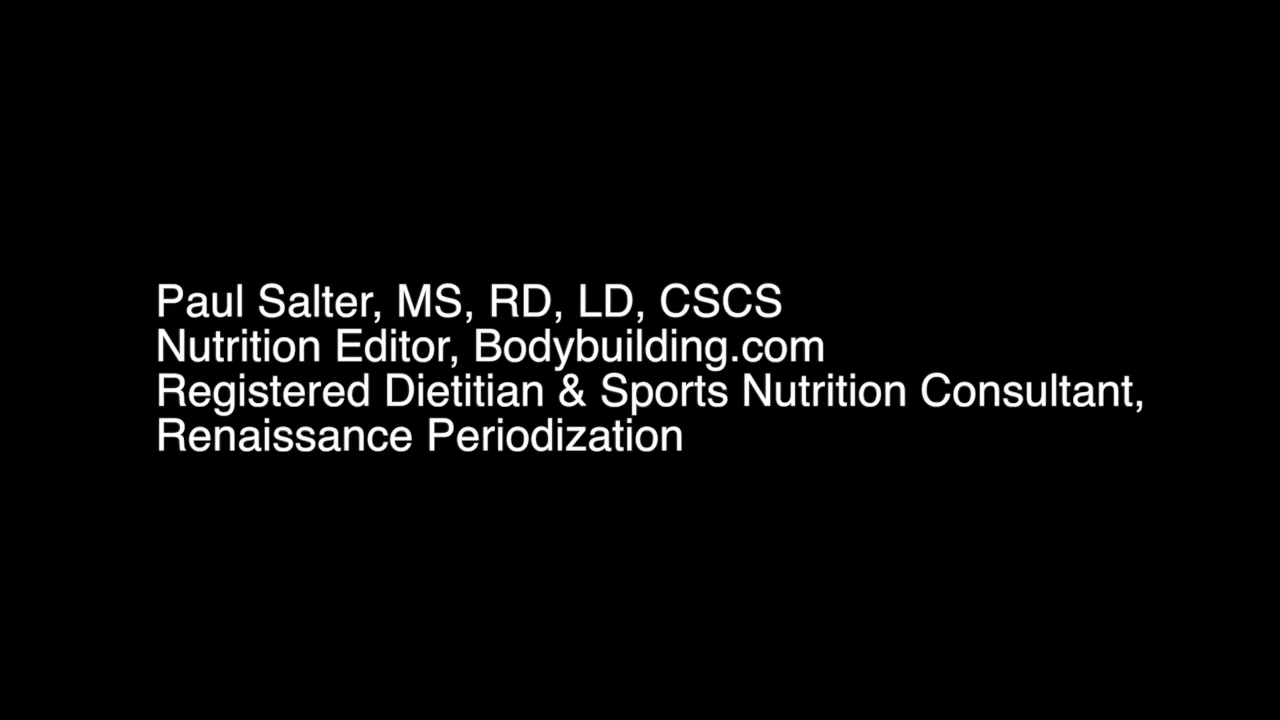 Paul Salter, MS, RD, LD, CSCS
Nutrition Editor, Bodybuilding.com
Registered Dietitian & Sports Nutrition Consultant,
Renaissance Periodization